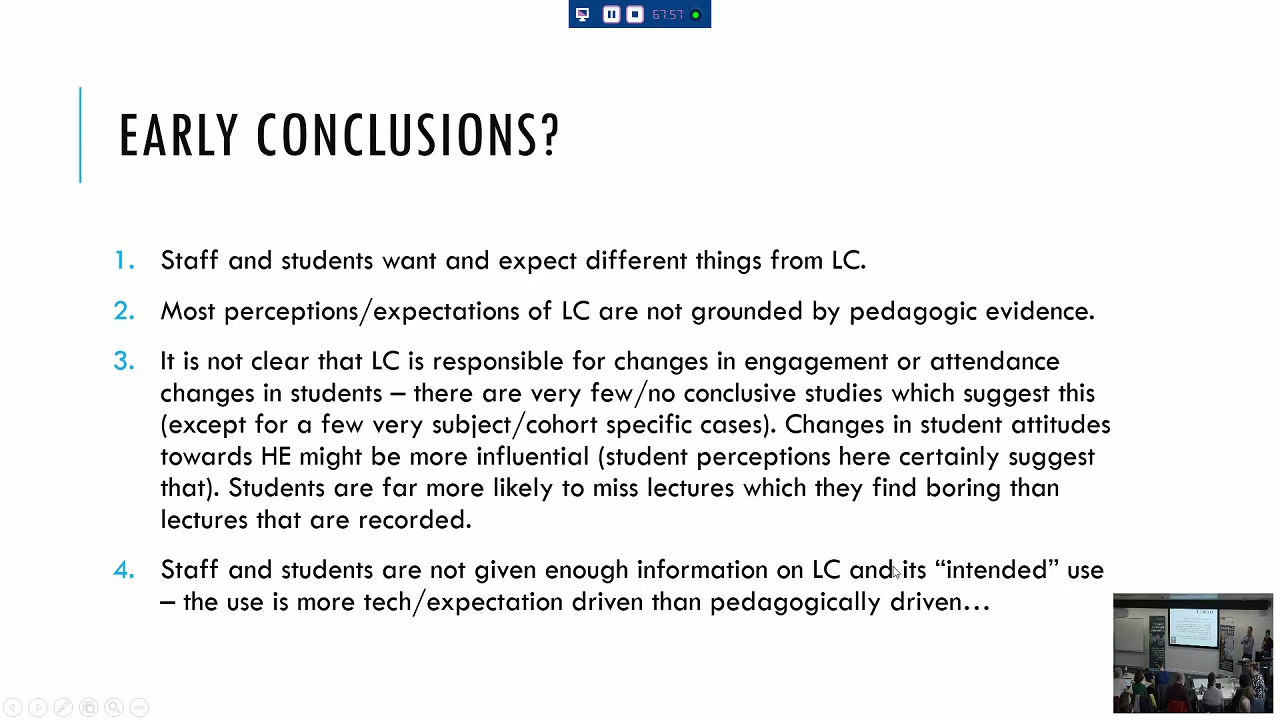 67:57
EARLY CONCLUSIONS?
1. Staff and students want and expect different things from LC.
2. Most perceptions/expectations of LC are not grounded by pedagogic evidence.
3. It is not clear that LC is responsible for changes in engagement or attendance
changes in students – there are very few/no conclusive studies which suggest this
(except for a few very subject/cohort specific cases). Changes in student attitudes
towards HE might be more influential (student perceptions here certainly suggest
that). Students are far more likely to miss lectures which they find boring than
lectures that are recorded.
4. Staff and students are not given enough information on LC and its “intended” use
– the use is more tech/expectation driven than pedagogically driven…